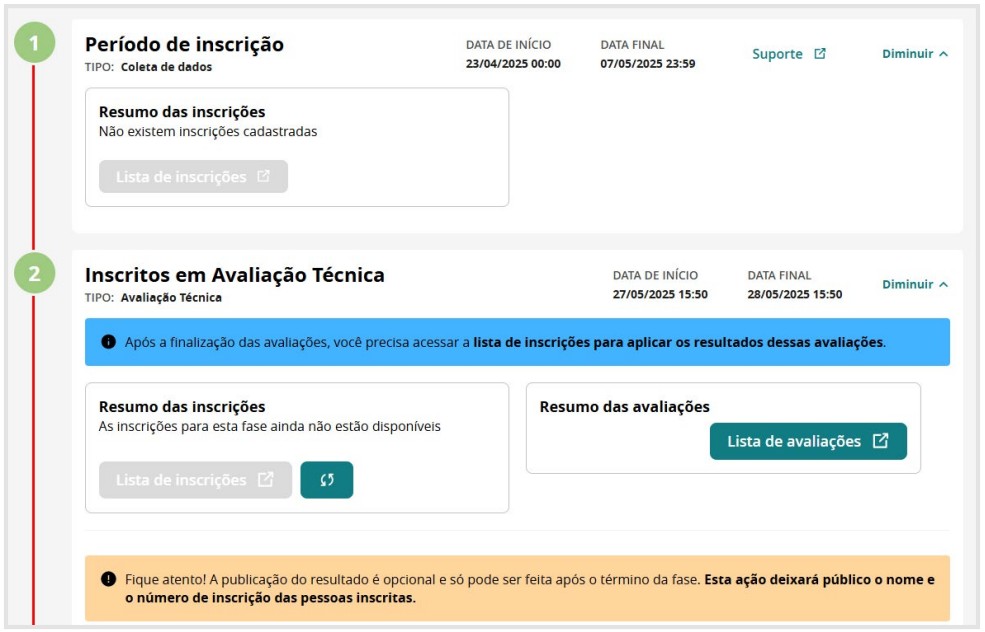 1
Período de inscrição
TIPO: Coleta de dados
DATA DE INÍCIO
23/04/2025 00:00
DATA FINAL
07/05/2025 23:59
Suporte
Diminuir
Resumo das inscrições
Não existem inscrições cadastradas
Lista de inscrições
2
Inscritos em Avaliação Técnica
TIPO: Avaliação Técnica
DATA DE INÍCIO
27/05/2025 15:50
DATA FINAL
28/05/2025 15:50
Diminuir
Após a finalização das avaliações, você precisa acessar a lista de inscrições para aplicar os resultados dessas avaliações.
Resumo das inscrições
As inscrições para esta fase ainda não estão disponíveis
Lista de inscrições
Resumo das avaliações
Lista de avaliações
Fique atento! A publicação do resultado é opcional e só pode ser feita após o término da fase. Esta ação deixará público o nome e
o número de inscrição das pessoas inscritas.